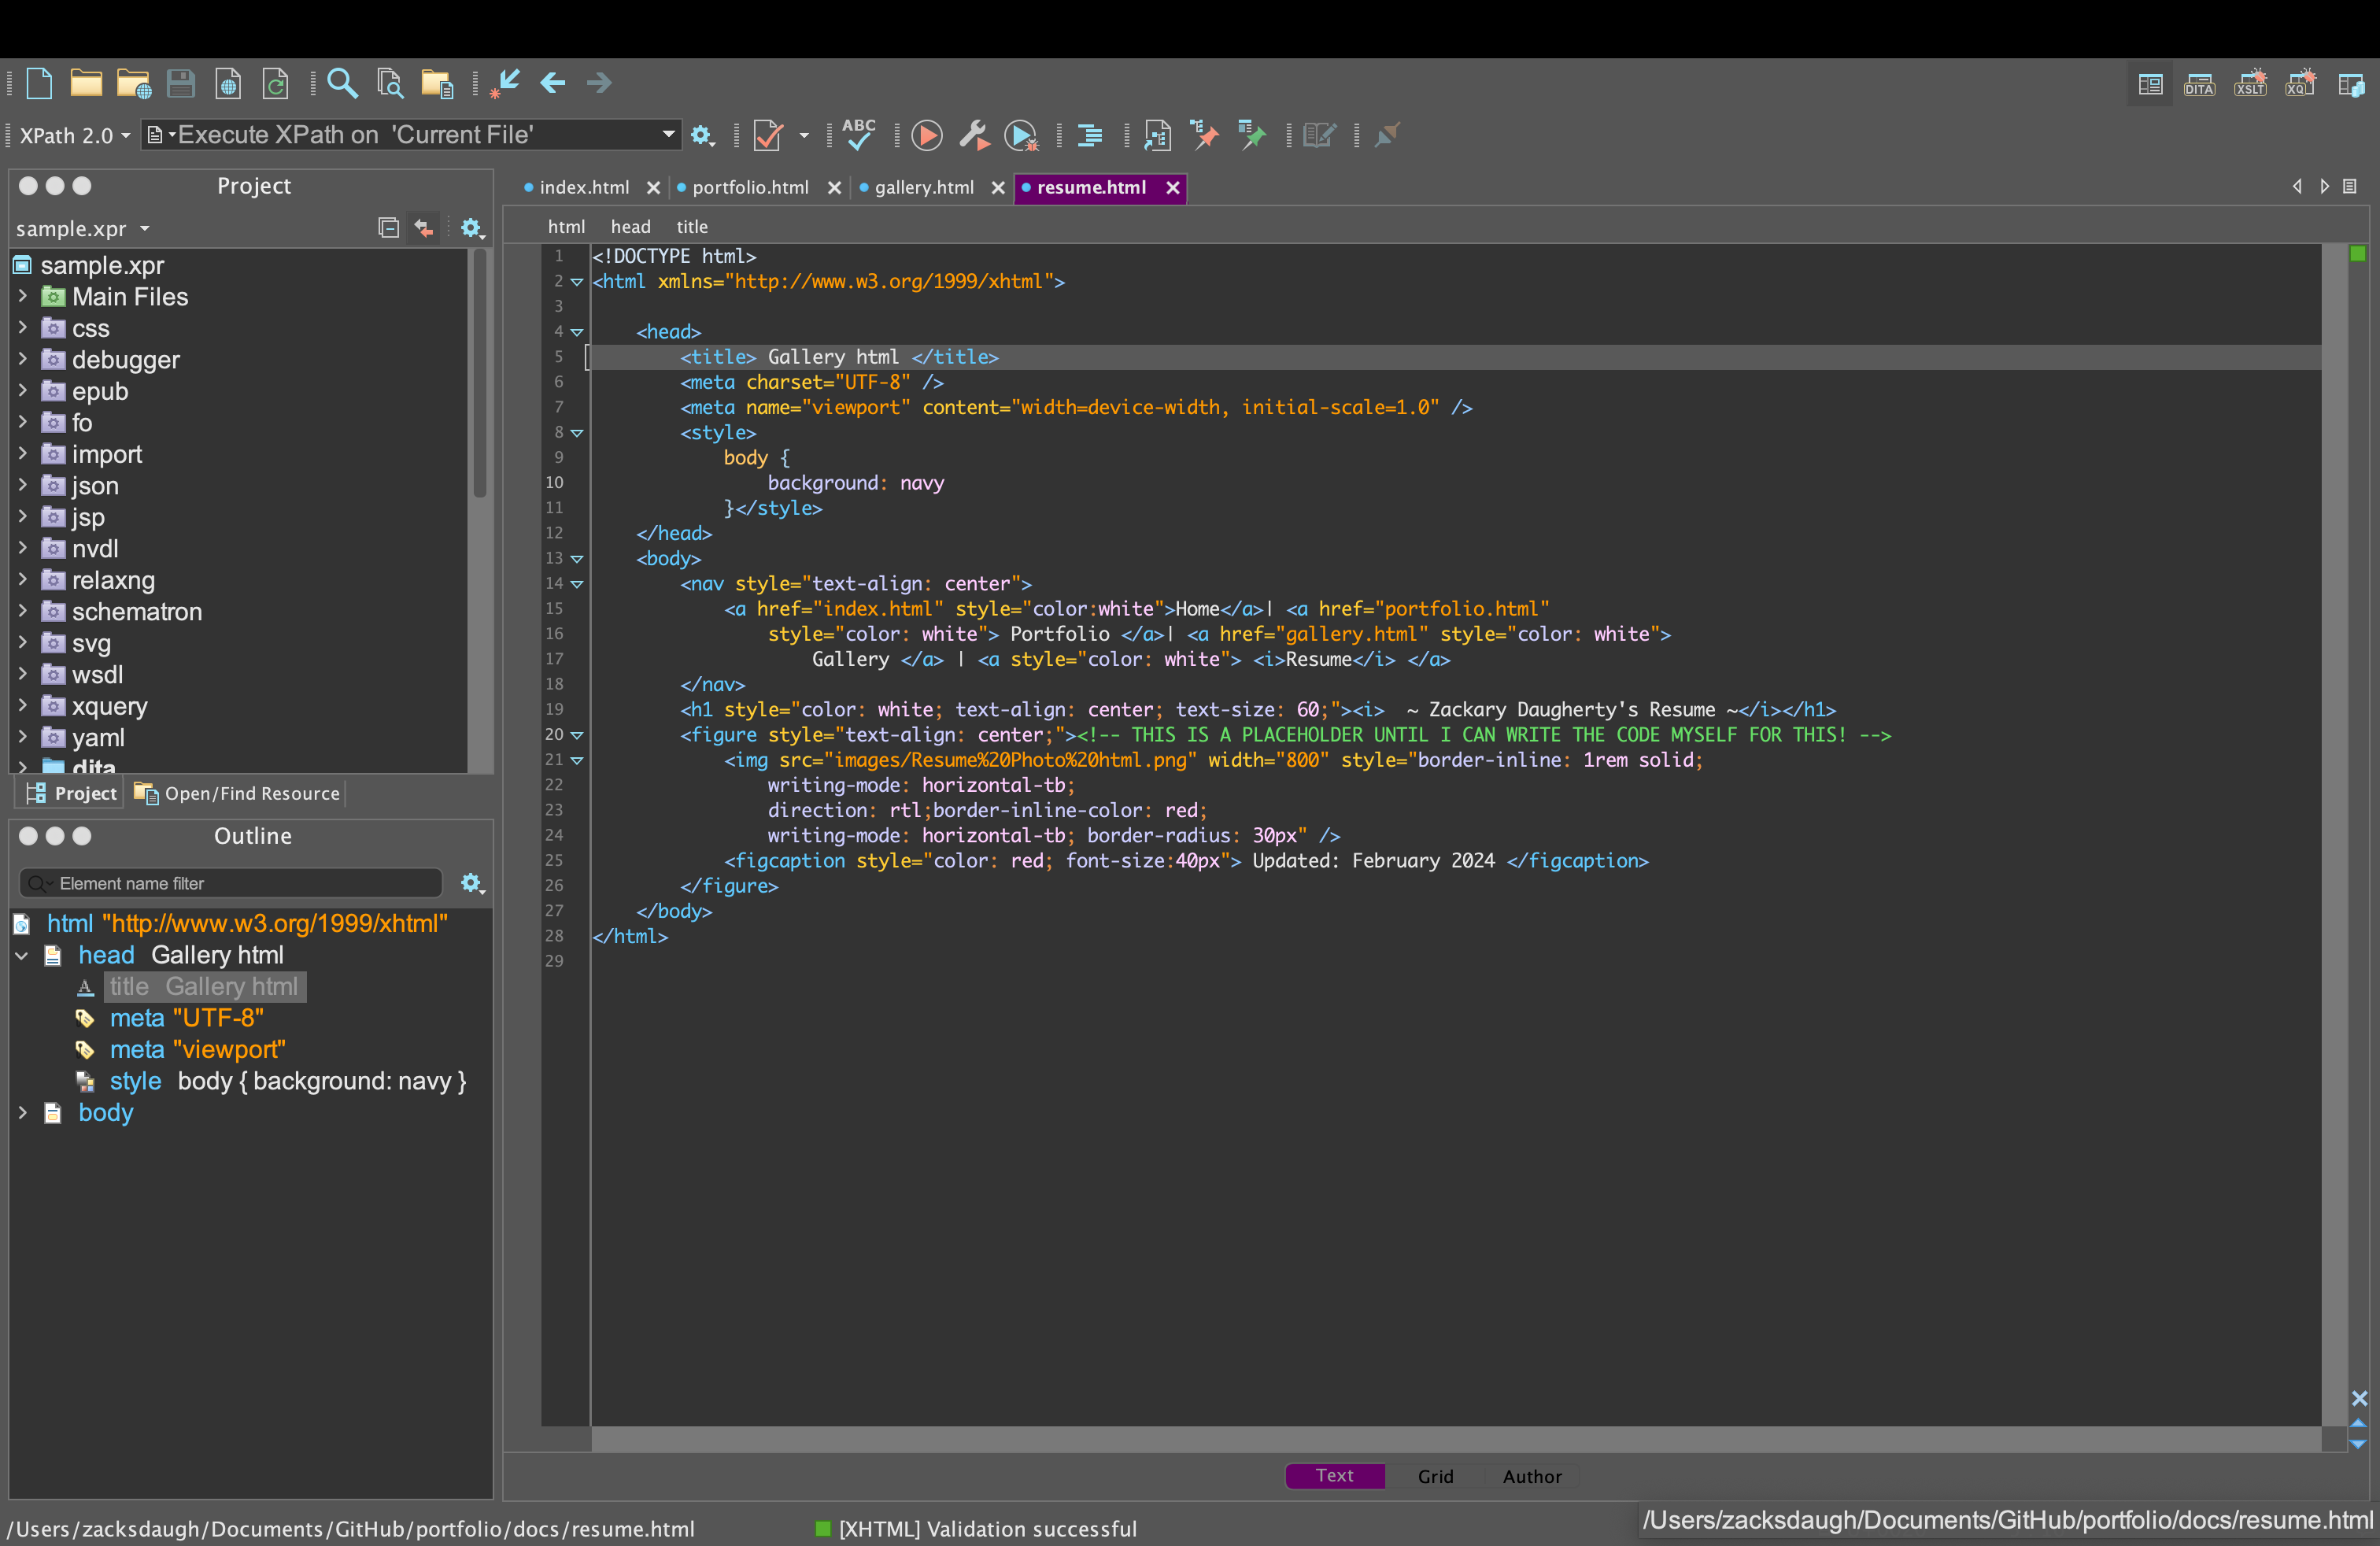 DITA XSLT XQ
XPath 2.0 Execute XPath on 'Current File' ABC
Project
sample.xpr
sample.xpr
Main Files
css
debugger
epub
fo
import
json
jsp
nvdl
relaxng
schematron
svg
wsdl
xquery
yaml
dita
Project Open/Find Resource
Outline
Element name filter
html "http://www.w3.org/1999/xhtml"
head Gallery html
A title Gallery html
meta "UTF-8"
meta "viewport"
style body { background: navy }
body
index.html portfolio.html gallery.html resume.html
html head title
1 <!DOCTYPE html>
2 <html xmlns="http://www.w3.org/1999/xhtml">
3
4 <head>
5 <title> Gallery html </title>
6 <meta charset="UTF-8" />
7 <meta name="viewport" content="width=device-width, initial-scale=1.0" />
8 <style>
9 body {
10 background: navy
11 }</style>
12 </head>
13 <body>
14 <nav style="text-align: center">
15 <a href="index.html" style="color:white">Home</a>| <a href="portfolio.html"
16 style="color: white"> Portfolio </a>| <a href="gallery.html" style="color: white">
17 Gallery </a> | <a style="color: white"> <i>Resume</i> </a>
18 </nav>
19 <h1 style="color: white; text-align: center; text-size: 60;"><i>  ~ Zackary Daugherty's Resume ~</i></h1>
20 <figure style="text-align: center;"><!-- THIS IS A PLACEHOLDER UNTIL I CAN WRITE THE CODE MYSELF FOR THIS! -->
21 <img src="images/Resume%20Photo%20html.png" width="800" style="border-inline: 1rem solid;
22 writing-mode: horizontal-tb;
23 direction: rtl;border-inline-color: red;
24 writing-mode: horizontal-tb; border-radius: 30px" />
25 <figcaption style="color: red; font-size:40px"> Updated: February 2024 </figcaption>
26 </figure>
27 </body>
28 </html>
29
Text Grid Author
/Users/zacksdaugh/Documents/GitHub/portfolio/docs/resume.html [XHTML] Validation successful /Users/zacksdaugh/Documents/GitHub/portfolio/docs/resume.html